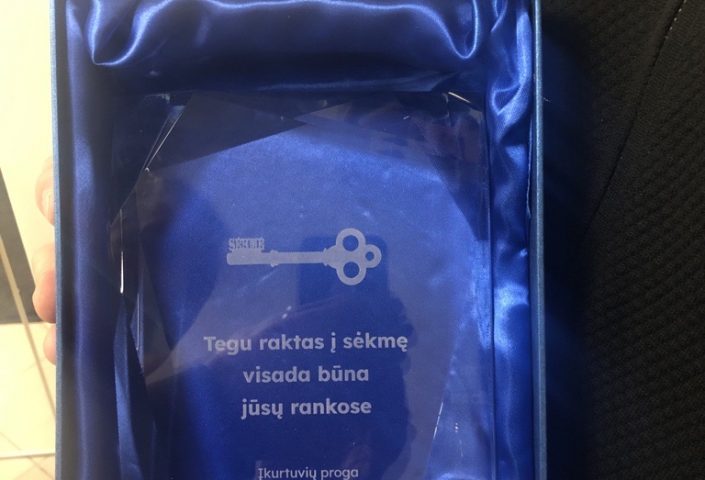 Tegu raktas į sėkmę
visada būna
jūsų rankose
Įkurtuvių proga